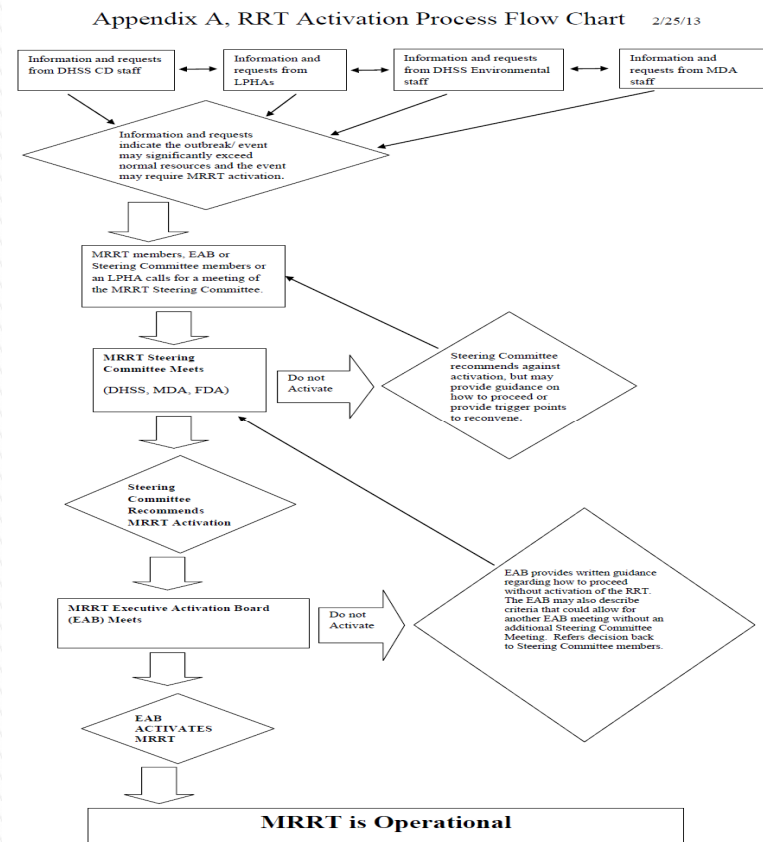 Appendix A, RRT Activation Process Flow Chart 2/25/13
Information and requests
from DHSS CD staff
Information and
requests from
LPHAs
Information and requests
from DHSS Environmental
staff
Information and
requests from MDA
staff
Information and requests
indicate the outbreak/ event
may significantly exceed
normal resources and the event
may require MRRT activation.
MRRT members, EAB or
Steering Committee members or
an LPHA calls for a meeting of
the MRRT Steering Committee.
MRRT Steering
Committee Meets
(DHSS, MDA, FDA)
Do not
Activate
Steering Committee
recommends against
activation, but may
provide guidance on
how to proceed or
provide trigger points
to reconvene.
Steering
Committee
Recommends
MRRT Activation
MRRT Executive Activation Board
(EAB) Meets
Do not
Activate
EAB provides written guidance
regarding how to proceed
without activation of the RRT.
The EAB may also describe
criteria that could allow for
another EAB meeting without an
additional Steering Committee
Meeting. Refers decision back
to Steering Committee members.
EAB
ACTIVATES
MRRT
MRRT is Operational